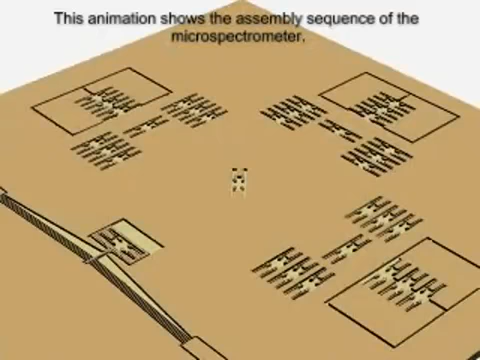 This animation shows the assembly sequence of the
microspectrometer.